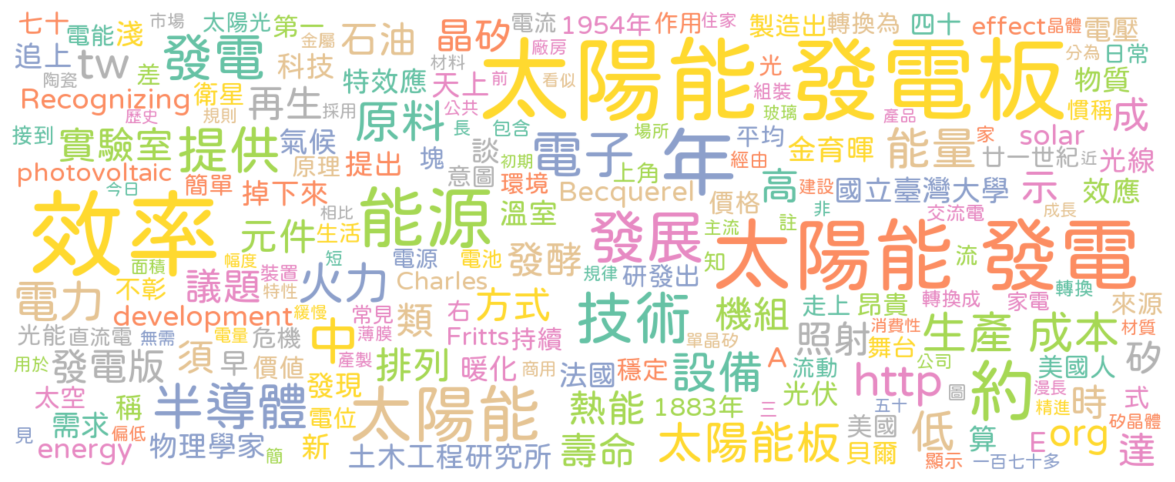 七十 市場 太陽光 第一 石油 晶矽 電流 1954年 作用 住家 製造出 轉換為 四十 effect 晶體 電壓
電能 淺 金屬 廠房 分為
追上 tw 發電 科技 材料 太陽能 發電板 日常
陶瓷 差 特效應 天上 前 看似 光 物質
Recognizing 衛星 再生 採用 原料 公共 組裝 慣稱 成
歷史 規則 長 包含 玻璃 產品
接到 實驗室 提供 氣候 塊 談 初期 電子 場所 年 平均 金育暉 能量 家 solar
photovoltaic 原理 提出 意圖 環境 上角 經由 廿一世紀 光線
今日 簡單 掉下來 Becquerel 價格 高 建設 國立臺灣大學 示 效應
效率 相比 能源 溫室 發展 主流 註 非 交流電 成長
元件 生活 太陽能 發電
面積 幅度 電源 電池 發酵 規律 研發出 知 流
電力 不彰 議題 裝置 特性 火力 短 Charles 走上 昂貴 轉換成 家電 轉換 來源
development 緩慢 常見 右 方式 技術 機組 消費性 材質
光能 直流電 無需 電量 危機 中 薄膜 類 Fritts 持續 單晶矽 照射 舞台 生產 成本
用於 發電版 須 早 價值 產製 排列 暖化 商用 法國 穩定 設備 A 流動 http 公司 圖 美國人 矽
太空 稱 半導體 發現 太陽能 熱能 1883年 光伏 約 漫長 精進 時 式
見 需求 偏低 電位 三 美國 低 五十 算 E org 矽晶體
energy 物理學家 簡 新 土木工程研究所 壽命 太陽能板 貝爾 顯示 一百七十多 達 近